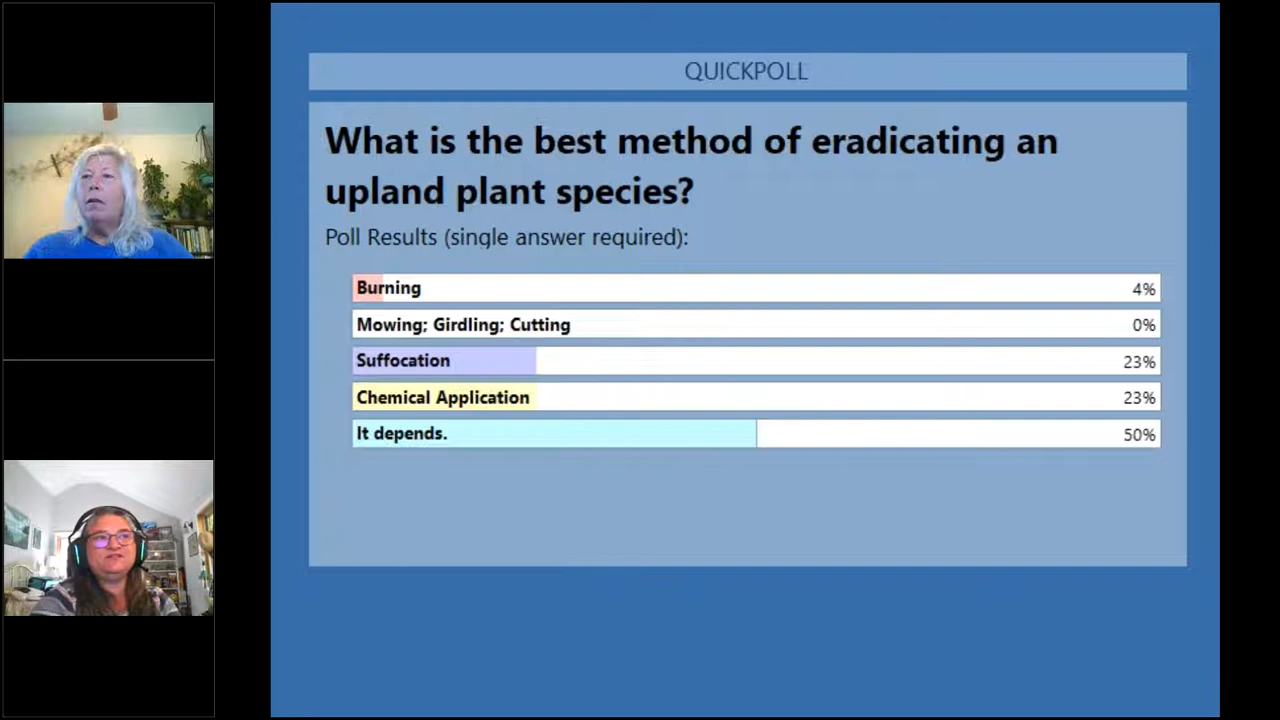 QUICKPOLL
What is the best method of eradicating an
upland plant species?
Poll Results (single answer required):
Burning 4%
Mowing; Girdling; Cutting 0%
Suffocation 23%
Chemical Application 23%
It depends. 50%